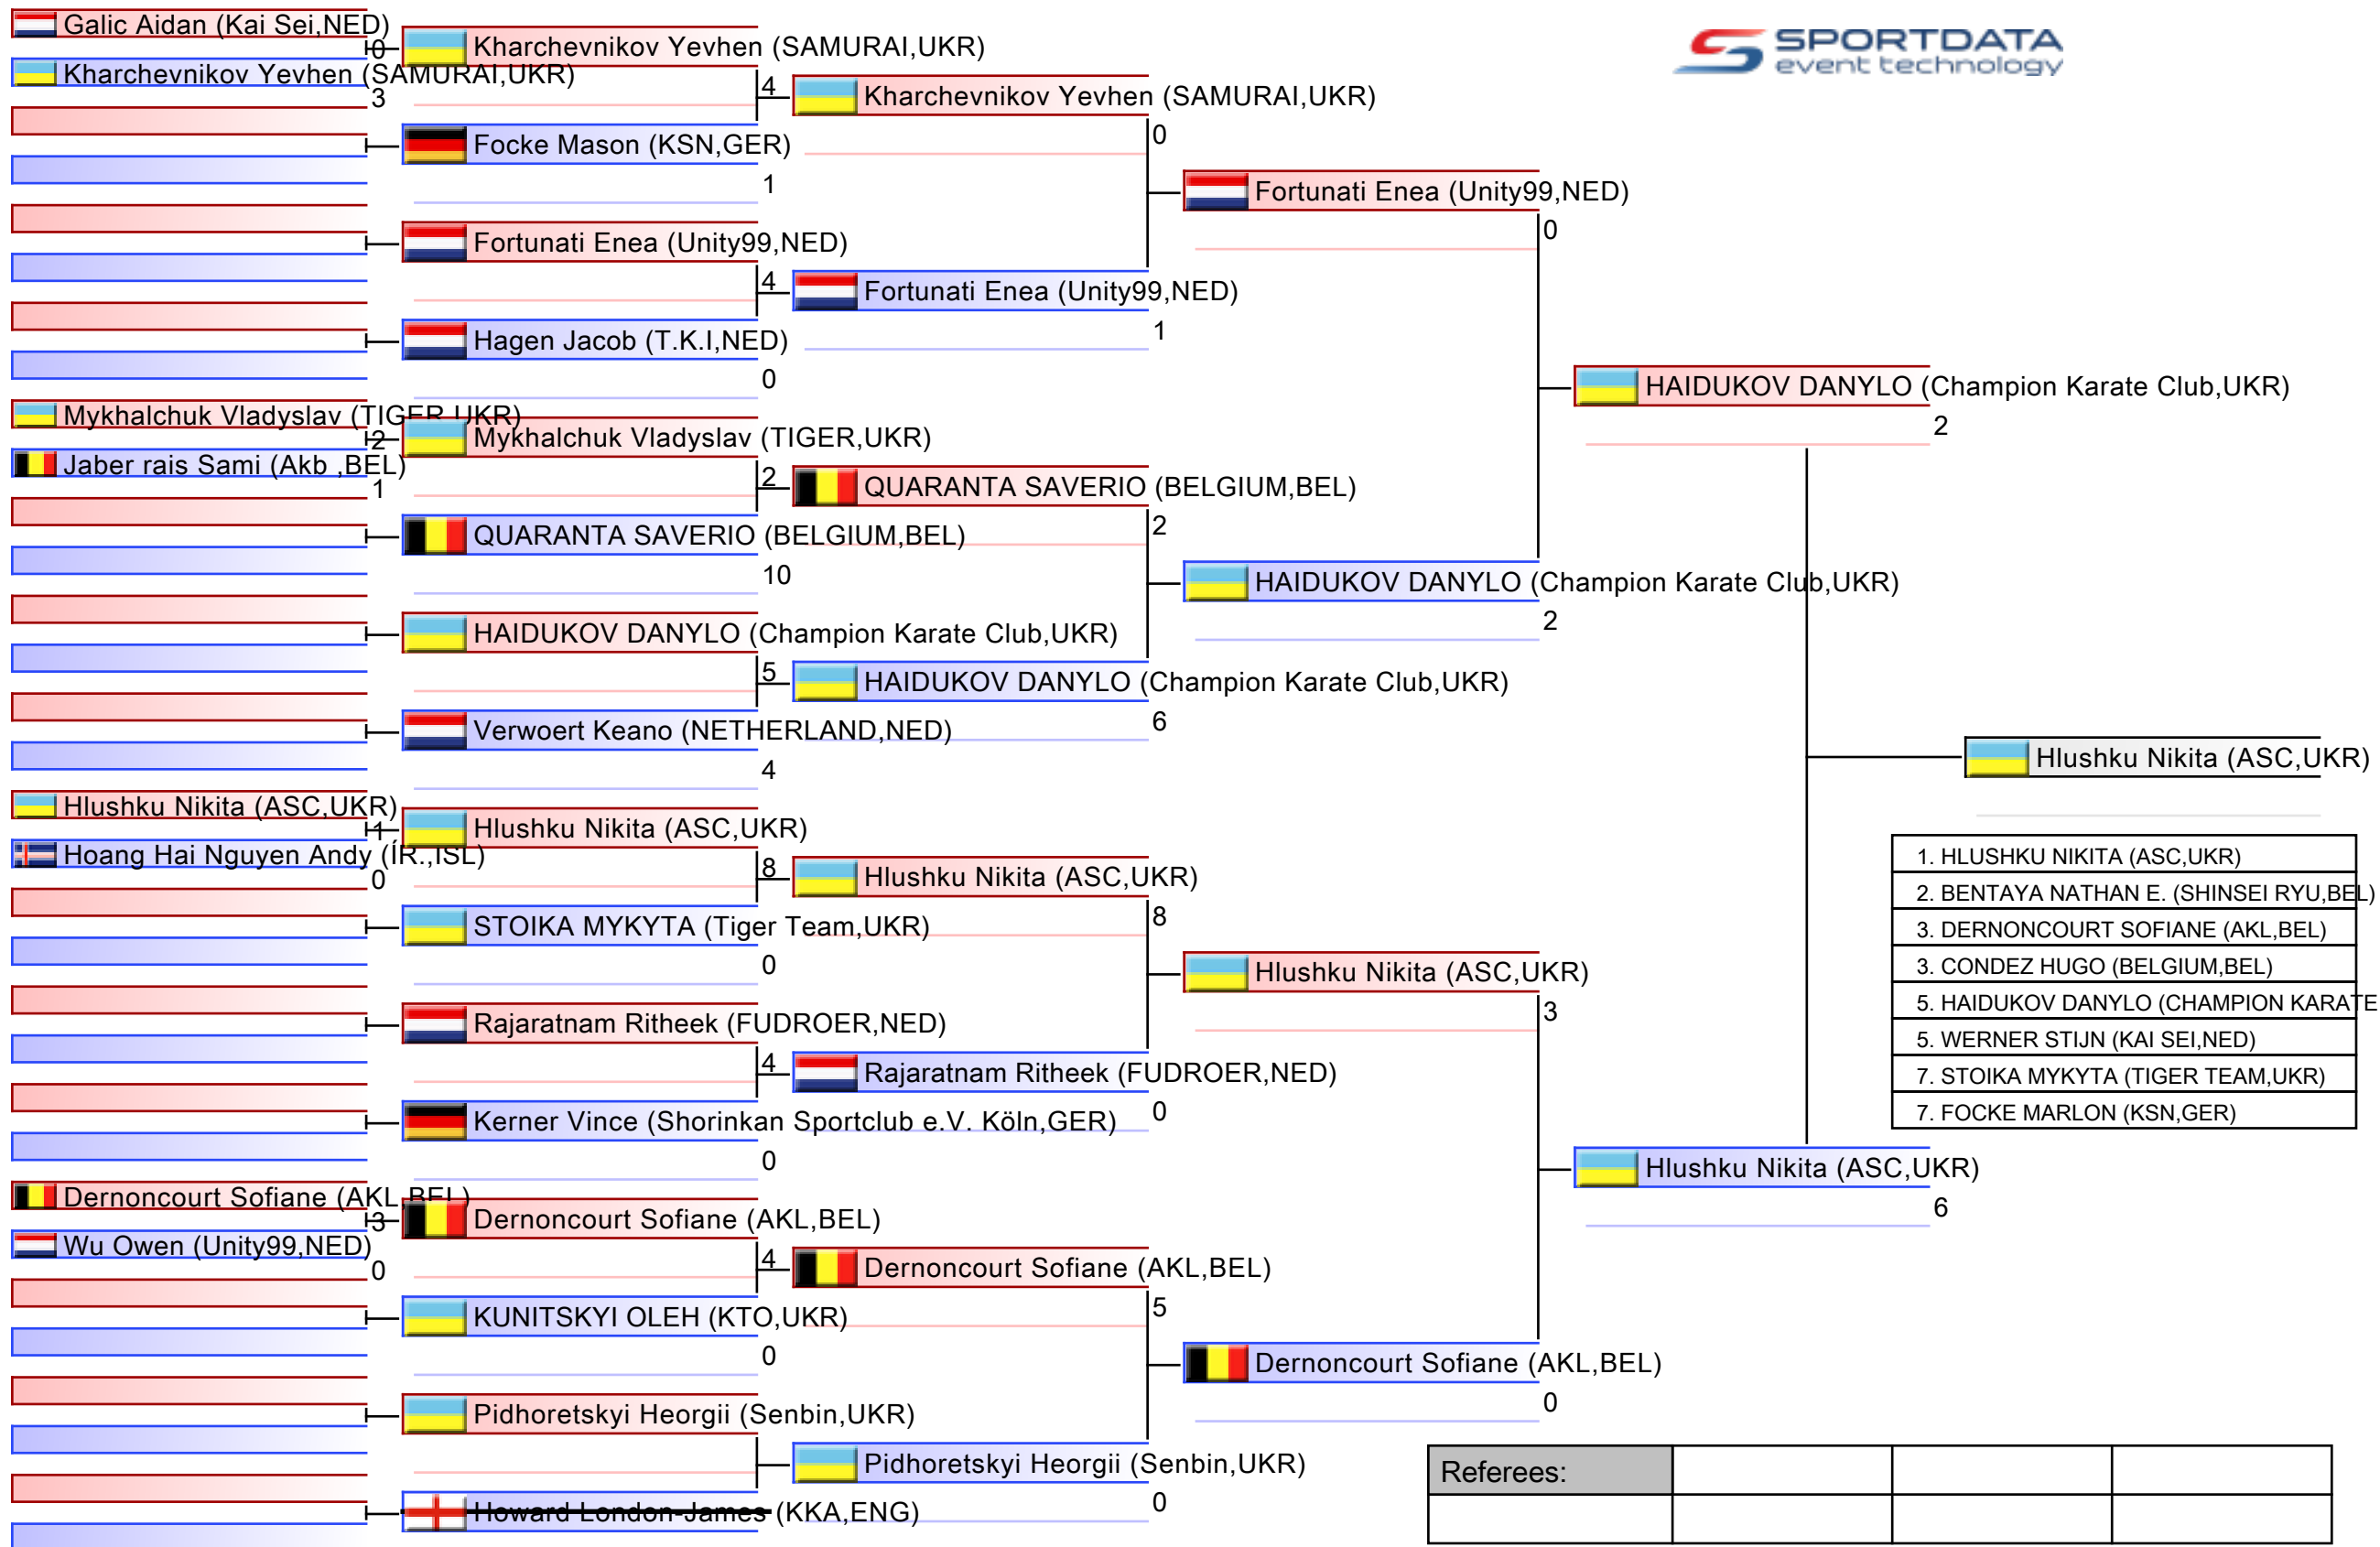 Galic Aidan (Kai Sei,NED)
0
Kharchevnikov Yevhen (SAMURAI,UKR)
3
Mykhalchuk Vladyslav (TIGER,UKR)
2
Jaber rais Sami (Akb ,BEL)
1
Hlushku Nikita (ASC,UKR)
1
Hoang Hai Nguyen Andy (ÍR.,ISL)
0
Dernoncourt Sofiane (AKL,BEL)
3
Wu Owen (Unity99,NED)
0
Kharchevnikov Yevhen (SAMURAI,UKR)
4
Focke Mason (KSN,GER)
1
Fortunati Enea (Unity99,NED)
4
Hagen Jacob (T.K.I,NED)
0
Mykhalchuk Vladyslav (TIGER,UKR)
2
QUARANTA SAVERIO (BELGIUM,BEL)
10
HAIDUKOV DANYLO (Champion Karate Club,UKR)
5
Verwoert Keano (NETHERLAND,NED)
4
Hlushku Nikita (ASC,UKR)
8
STOIKA MYKYTA (Tiger Team,UKR)
0
Rajaratnam Ritheek (FUDROER,NED)
4
Kerner Vince (Shorinkan Sportclub e.V. Köln,GER)
0
Dernoncourt Sofiane (AKL,BEL)
4
KUNITSKYI OLEH (KTO,UKR)
0
Pidhoretskyi Heorgii (Senbin,UKR)
Howard London-James (KKA,ENG)
Kharchevnikov Yevhen (SAMURAI,UKR)
0
Fortunati Enea (Unity99,NED)
1
QUARANTA SAVERIO (BELGIUM,BEL)
2
HAIDUKOV DANYLO (Champion Karate Club,UKR)
6
Hlushku Nikita (ASC,UKR)
8
Rajaratnam Ritheek (FUDROER,NED)
0
Dernoncourt Sofiane (AKL,BEL)
5
Pidhoretskyi Heorgii (Senbin,UKR)
0
Fortunati Enea (Unity99,NED)
0
HAIDUKOV DANYLO (Champion Karate Club,UKR)
2
Hlushku Nikita (ASC,UKR)
3
Dernoncourt Sofiane (AKL,BEL)
0
HAIDUKOV DANYLO (Champion Karate Club,UKR)
2
Hlushku Nikita (ASC,UKR)
6
SPORTDATA
event technology
Hlushku Nikita (ASC,UKR)
1. HLUSHKU NIKITA (ASC,UKR)
2. BENTAYA NATHAN E. (SHINSEI RYU,BEL)
3. DERNONCOURT SOFIANE (AKL,BEL)
3. CONDEZ HUGO (BELGIUM,BEL)
5. HAIDUKOV DANYLO (CHAMPION KARATE
5. WERNER STIJN (KAI SEI,NED)
7. STOIKA MYKYTA (TIGER TEAM,UKR)
7. FOCKE MARLON (KSN,GER)
Referees: